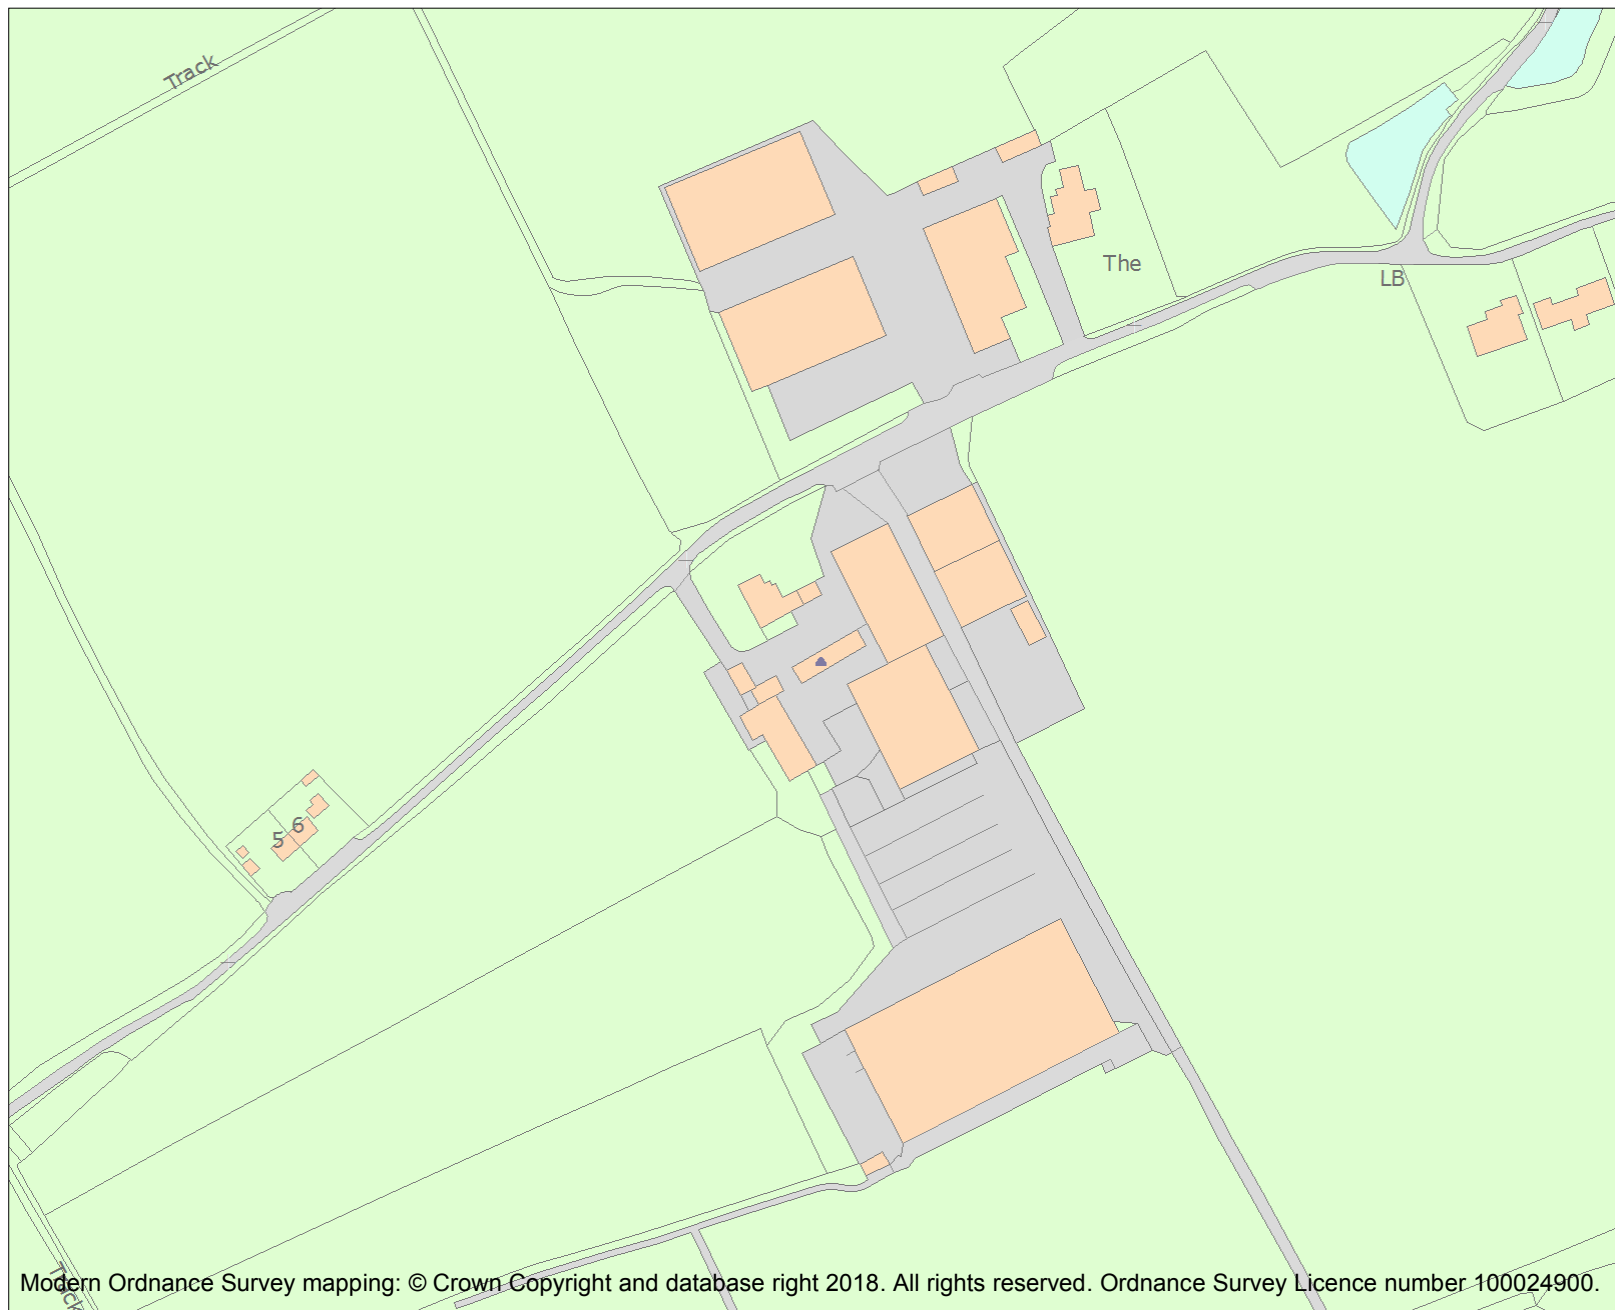 Track
The
LB
6
5
Track
Modern Ordnance Survey mapping: © Crown Copyright and database right 2018. All rights reserved. Ordnance Survey Licence number 100024900.